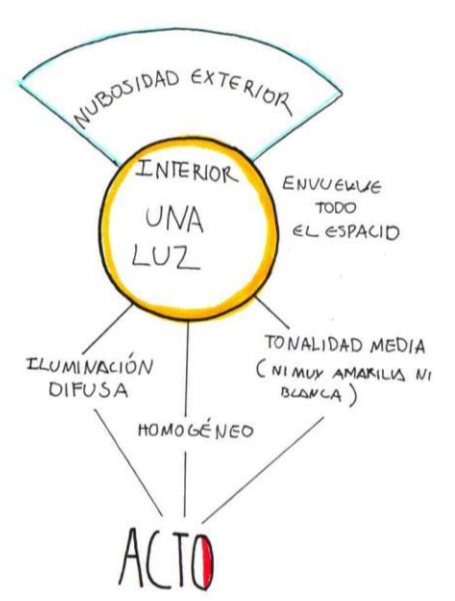 NUBOSIDAD EXTERIOR
INTERIOR
UNA
LUZ
ENVUELVE
TODO
EL ESPACIO
ILUMINACIÓN
DIFUSA
HOMOGÉNEO
TONALIDAD MEDIA
(NI MUY AMARILLA NI
BLANCA)
ACTO